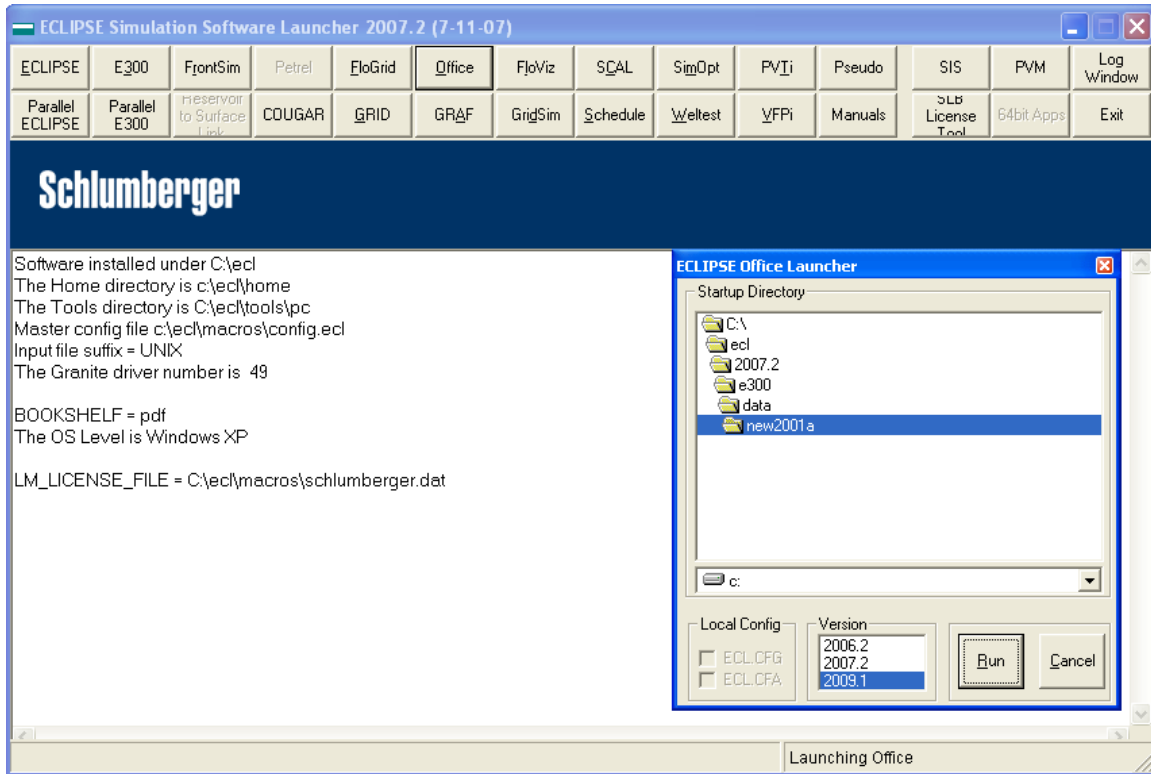 ECLIPSE Simulation Software Launcher 2007.2 (7-11-07)
ECLIPSE E300 FrontSim Petrel FloGrid Office FloViz SCAL SimOpt PVTi Pseudo SIS PVM Log Window
Parallel ECLIPSE Parallel E300 Reservoir to Surface Link COUGAR GRID GRAF GridSim Schedule Weltest VFPi Manuals SLB License Tool 64bit Apps Exit
Schlumberger
Software installed under C:\ecl
The Home directory is c:\ecl\home
The Tools directory is C:\ecl\tools\pc
Master config file c:\ecl\macros\config.ecl
Input file suffix = UNIX
The Granite driver number is 49
BOOKSHELF = pdf
The OS Level is Windows XP
LM_LICENSE_FILE = C:\ecl\macros\schlumberger.dat
ECLIPSE Office Launcher
Startup Directory
C:\
ecl
2007.2
e300
data
new2001a
c:
Local Config
ECL.CFG
ECL.CFA
Version
2006.2
2007.2
2009.1
Run
Cancel
Launching Office